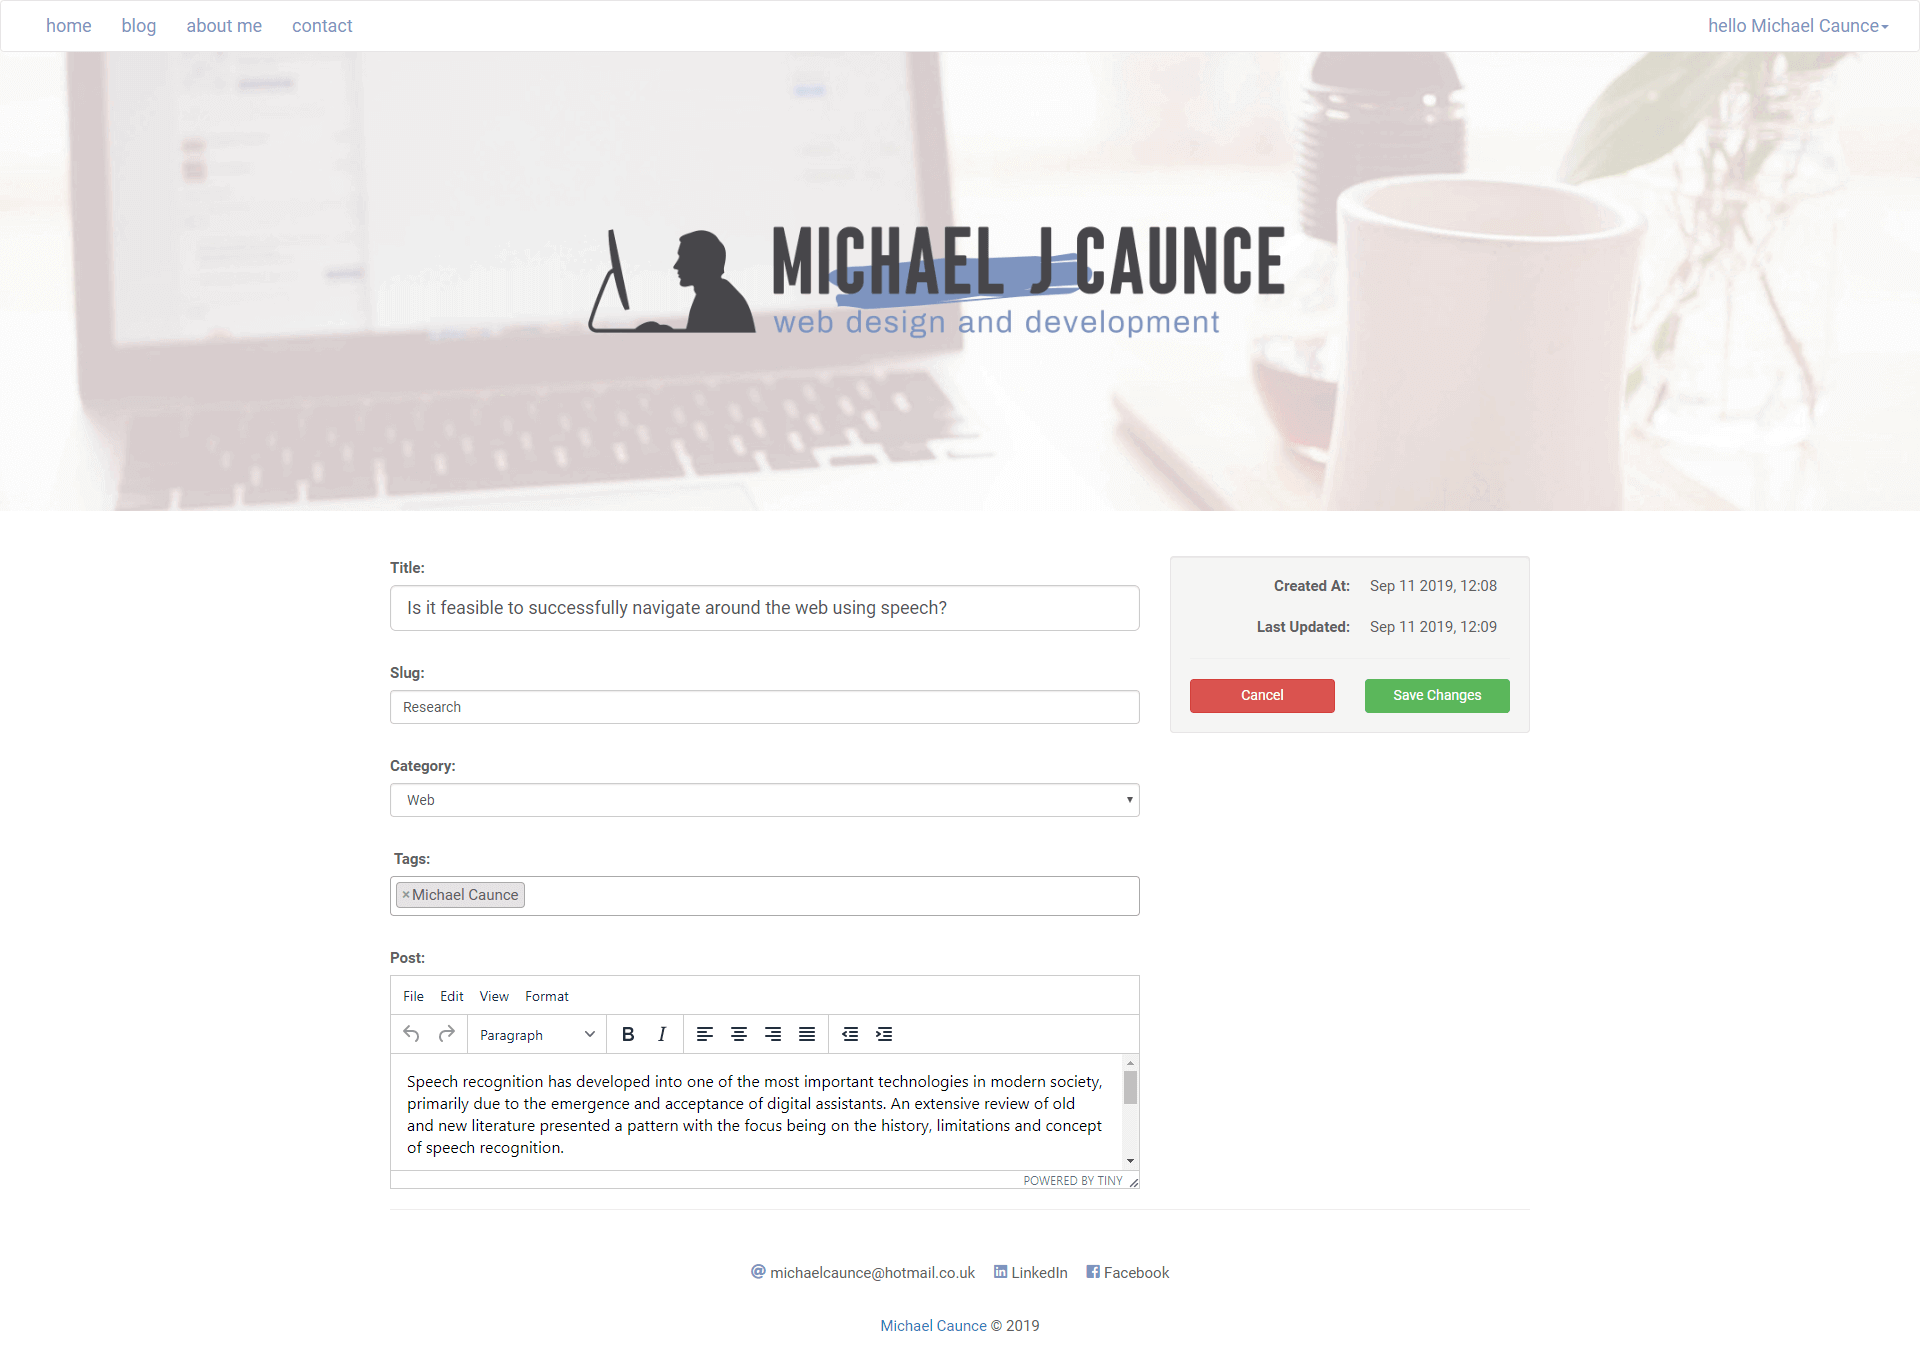 home blog about me contact hello Michael Caunce
MICHAEL J CAUNCE
web design and development
Title:
Is it feasible to successfully navigate around the web using speech?
Slug:
Research
Category:
Web
Tags:
×Michael Caunce
Post:
File Edit View Format
Paragraph B I
Speech recognition has developed into one of the most important technologies in modern society,
primarily due to the emergence and acceptance of digital assistants. An extensive review of old
and new literature presented a pattern with the focus being on the history, limitations and concept
of speech recognition.
POWERED BY TINY
Created At: Sep 11 2019, 12:08
Last Updated: Sep 11 2019, 12:09
Cancel Save Changes
michaelcaunce@hotmail.co.uk LinkedIn Facebook
Michael Caunce © 2019